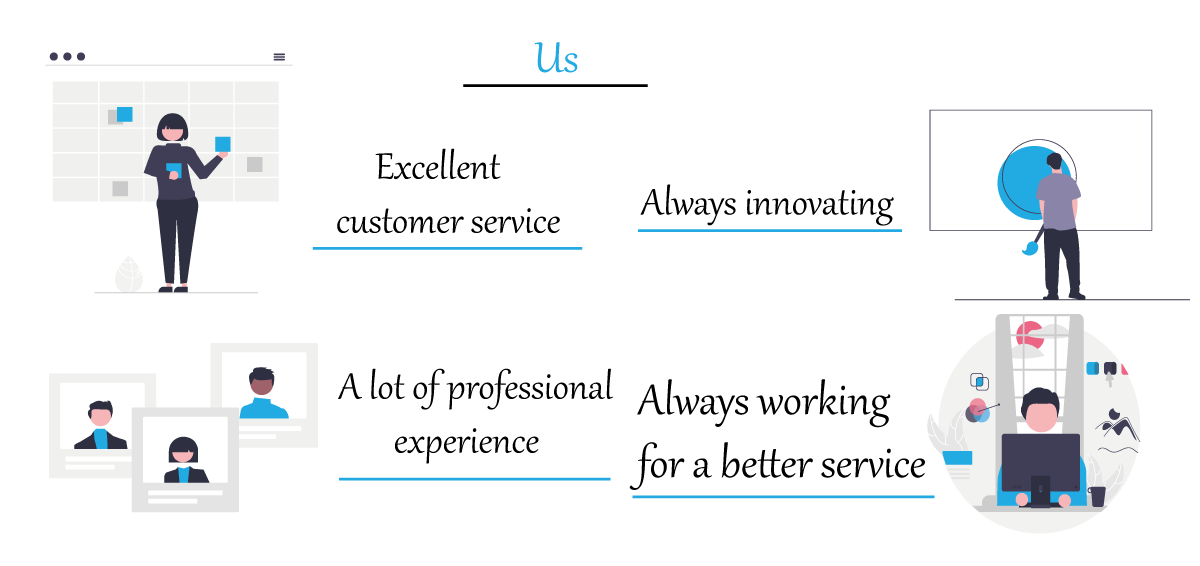 Us
Excellent
customer service
Always innovating
A lot of professional
experience
Always working
for a better service